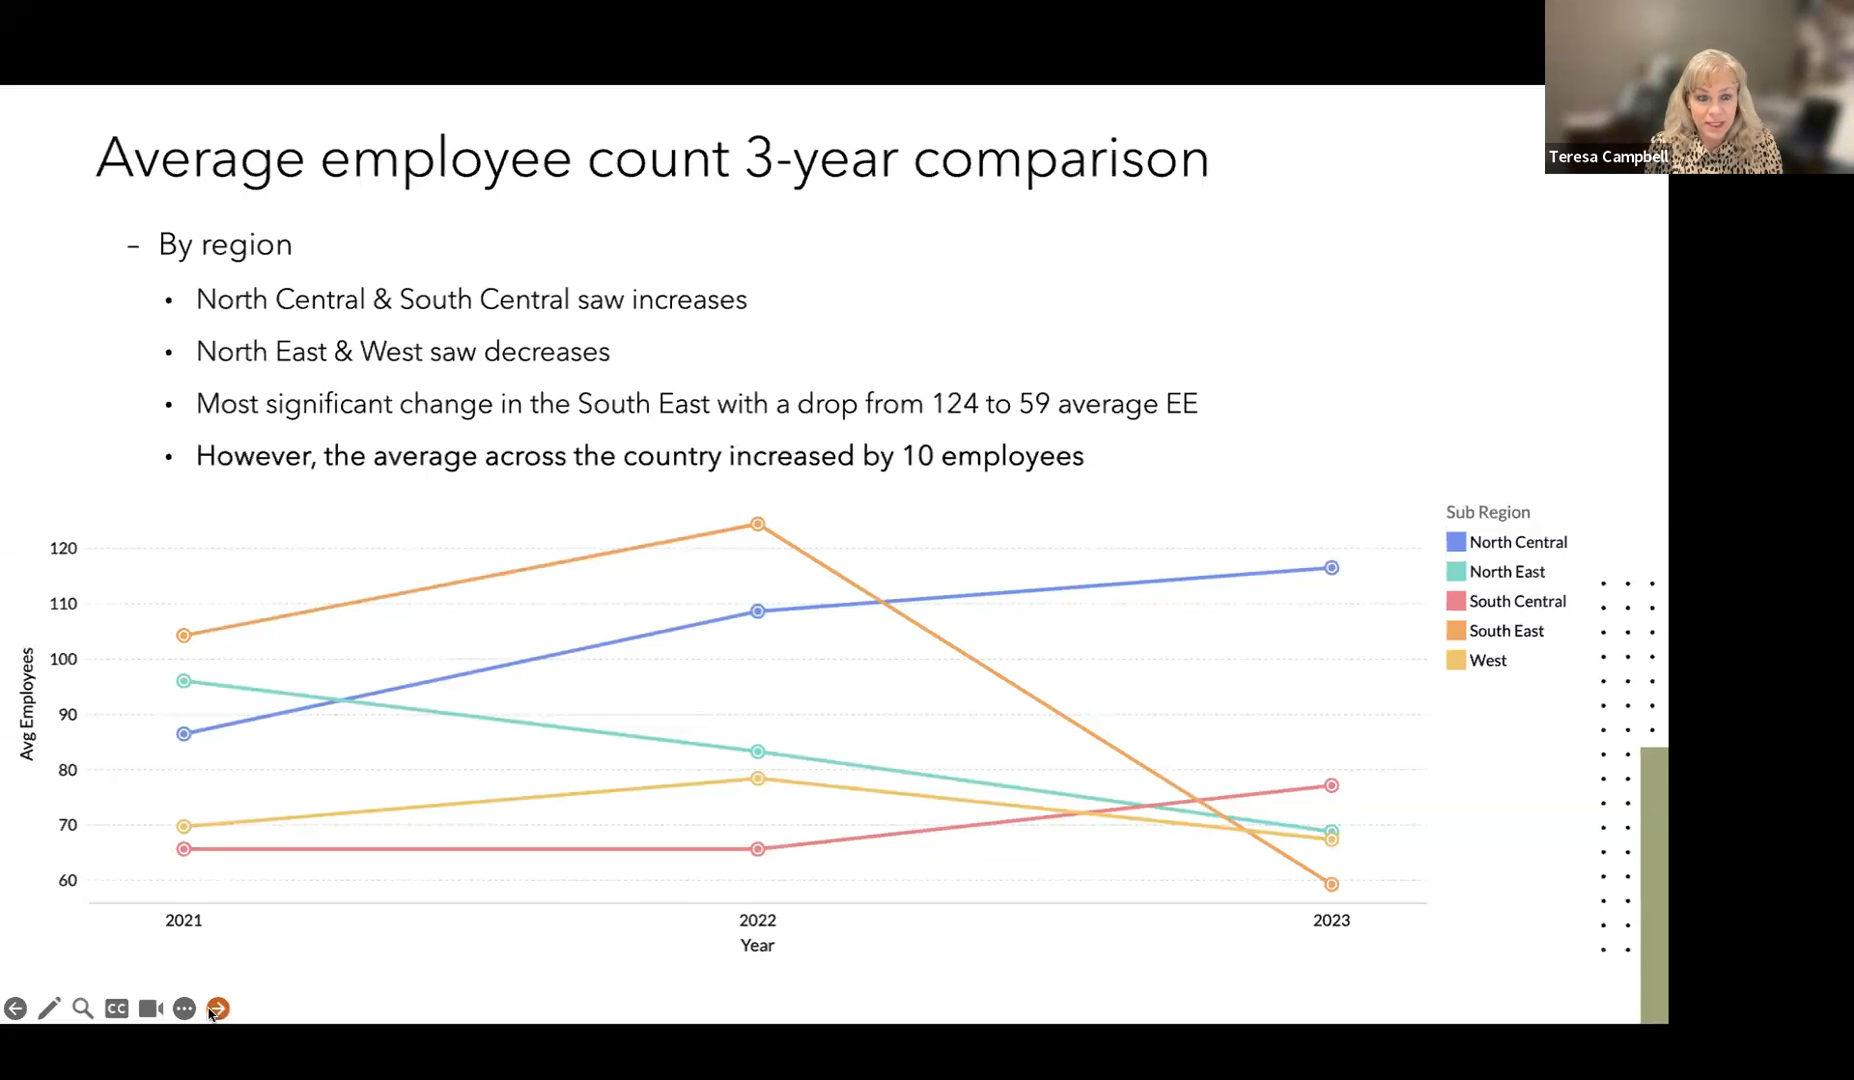 Average employee count 3-year comparison
Teresa Campbell
– By region
• North Central & South Central saw increases
• North East & West saw decreases
• Most significant change in the South East with a drop from 124 to 59 average EE
• However, the average across the country increased by 10 employees
Sub Region
North Central
North East
South Central
South East
West
Avg Employees
120
110
100
90
80
70
60
2021
2022
2023
Year
CC